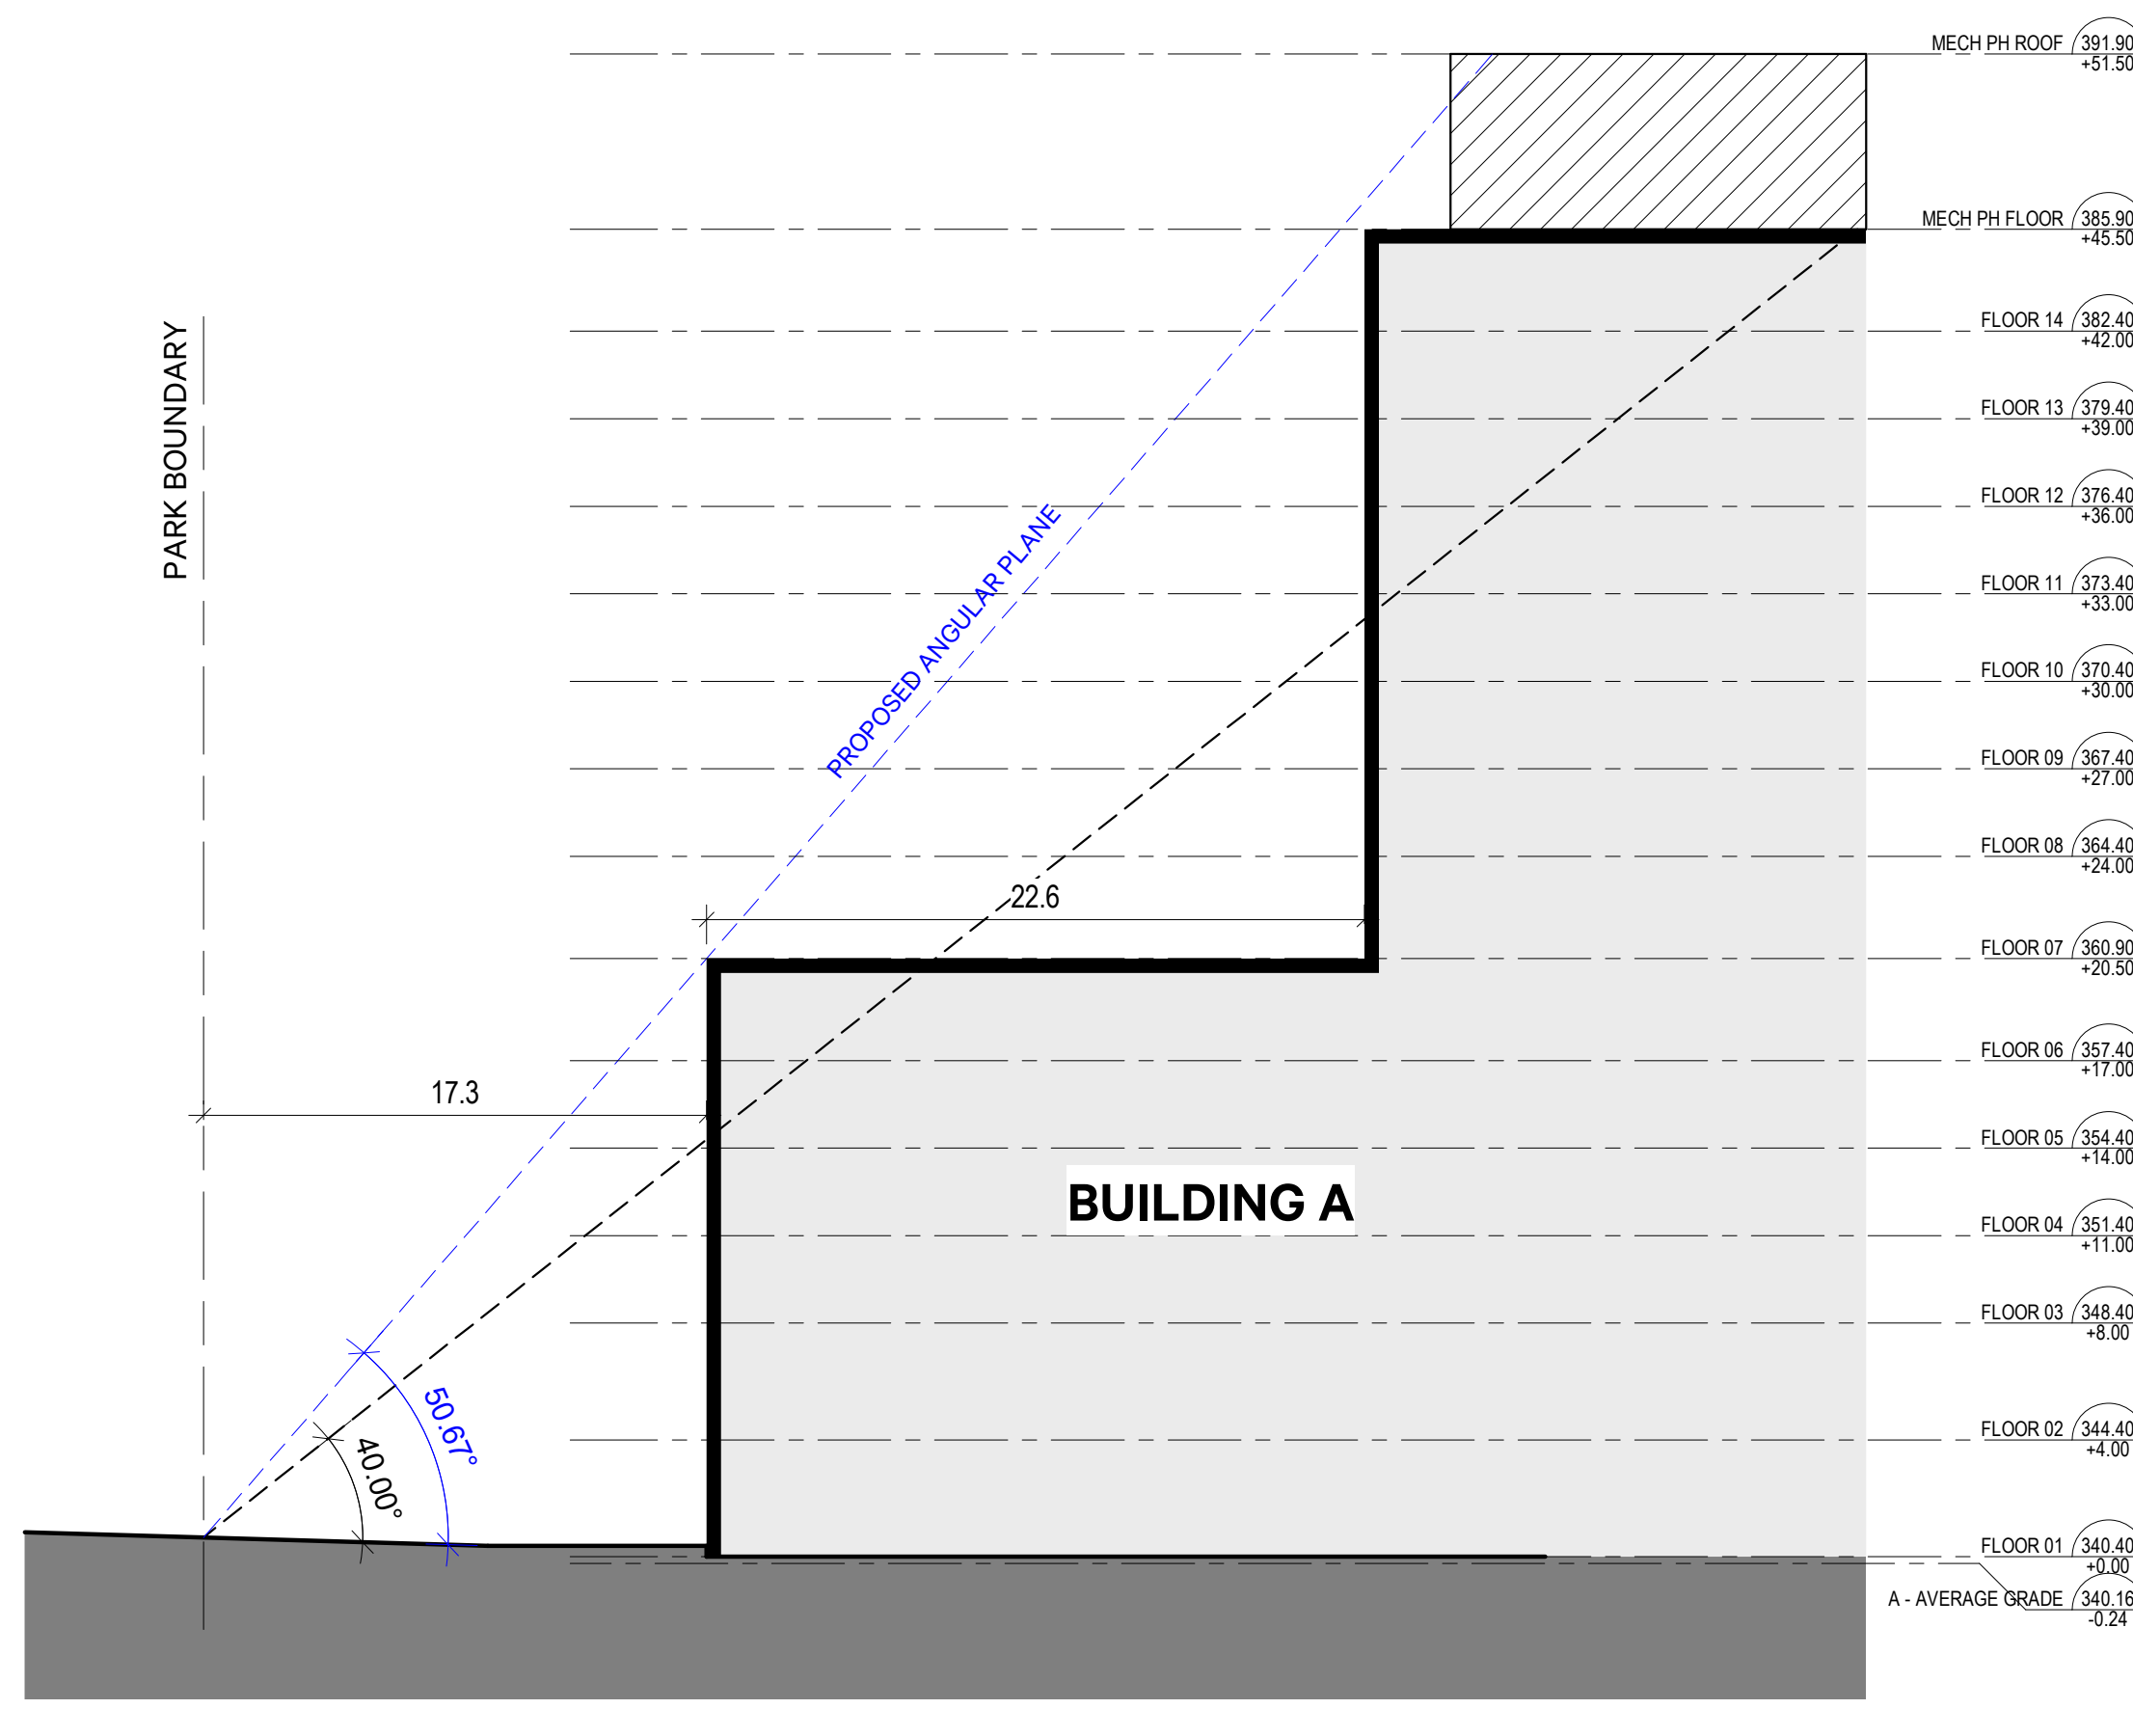 MECH PH ROOF 391.90
+51.50
MECH PH FLOOR 385.90
+45.50
FLOOR 14 382.40
+42.00
FLOOR 13 379.40
+39.00
FLOOR 12 376.40
+36.00
FLOOR 11 373.40
+33.00
FLOOR 10 370.40
+30.00
FLOOR 09 367.40
+27.00
FLOOR 08 364.40
+24.00
FLOOR 07 360.90
+20.50
FLOOR 06 357.40
+17.00
FLOOR 05 354.40
+14.00
FLOOR 04 351.40
+11.00
FLOOR 03 348.40
+8.00
FLOOR 02 344.40
+4.00
FLOOR 01 340.40
+0.00
A - AVERAGE GRADE 340.16
-0.24
PARK BOUNDARY
PROPOSED ANGULAR PLANE
22.6
17.3
BUILDING A
50.67°
40.00°